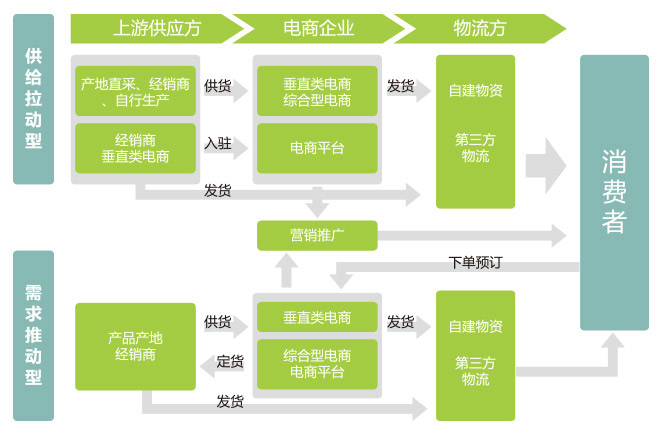 上游供应方
电商企业
物流方
供给拉动型
产地直采、经销商
、自行生产
供货
垂直类电商
综合型电商
发货
自建物资
经销商
垂直类电商
入驻
电商平台
第三方
物流
发货
消费者
营销推广
下单预订
需求推动型
产品产地
经销商
供货
垂直类电商
发货
自建物资
定货
综合型电商
电商平台
第三方
物流
发货